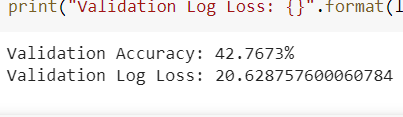 print("Validation Log Loss: {}".format(l
Validation Accuracy: 42.7673%
Validation Log Loss: 20.628757600060784